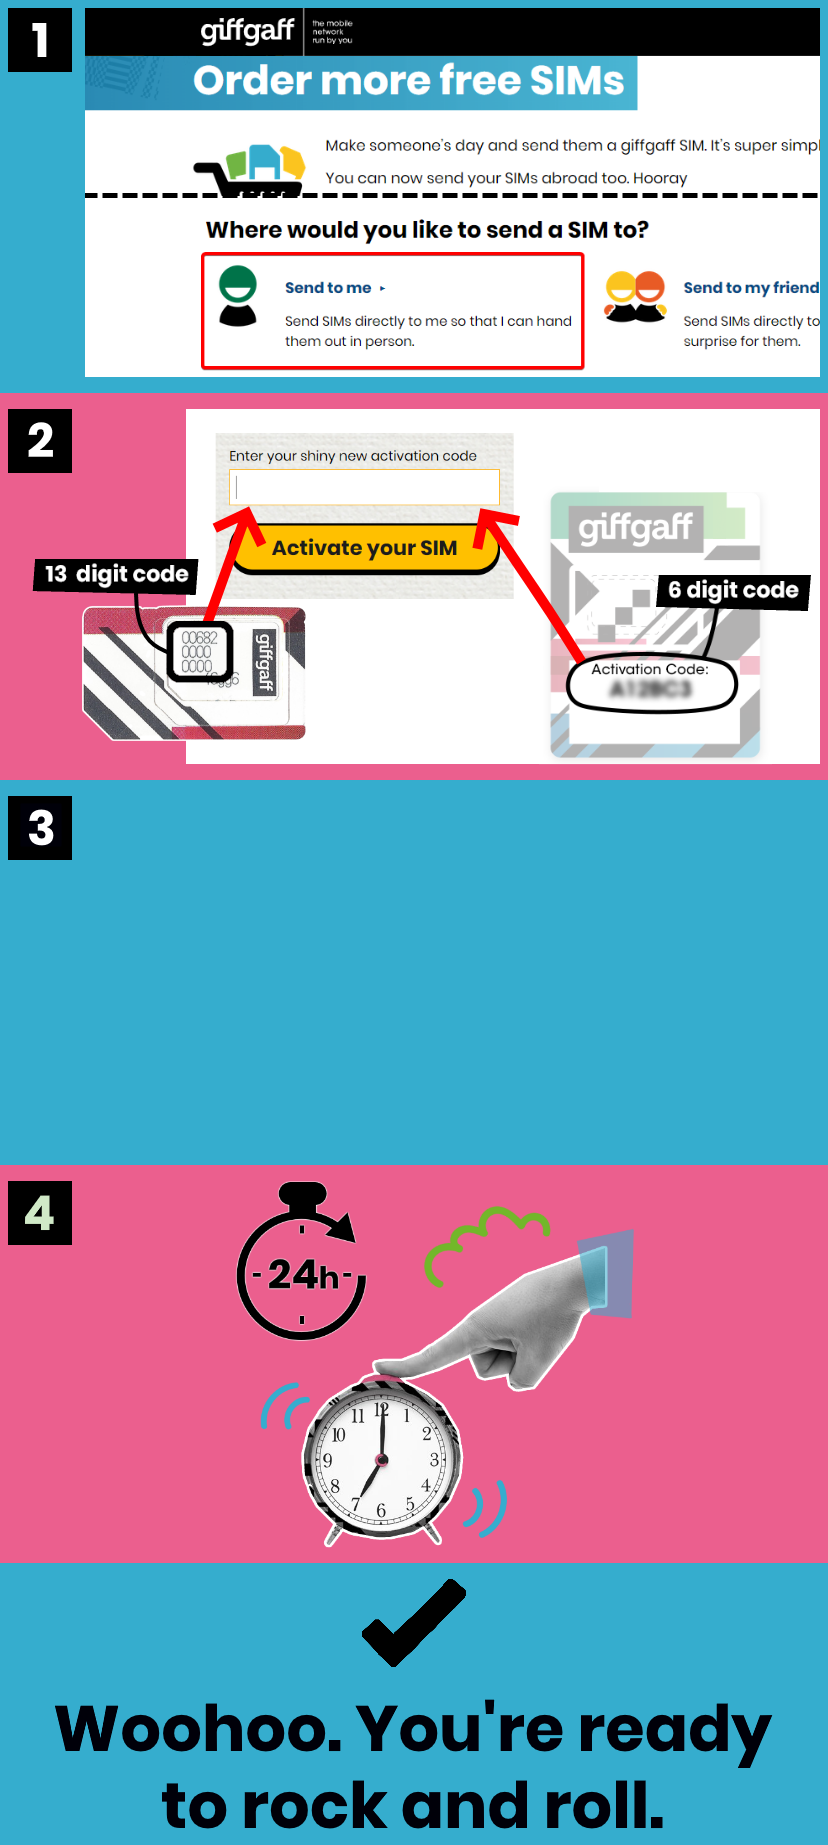 1
giffgaff
the mobile
network
run by you
Order more free SIMs
Make someone's day and send them a giffgaff SIM. It's super simpl
You can now send your SIMs abroad too. Hooray
Where would you like to send a SIM to?
Send to me
Send SIMs directly to me so that I can hand
them out in person.
Send to my friend
Send SIMs directly to
surprise for them.
2
Enter your shiny new activation code
Activate your SIM
13 digit code
00682
0000
0000
giffgaff
giffgaff
6 digit code
Activation Code:
A12BC3
3
4
24h
12
11
1
10
2
9
3
8
4
7
6
5
Woohoo. You're ready
to rock and roll.